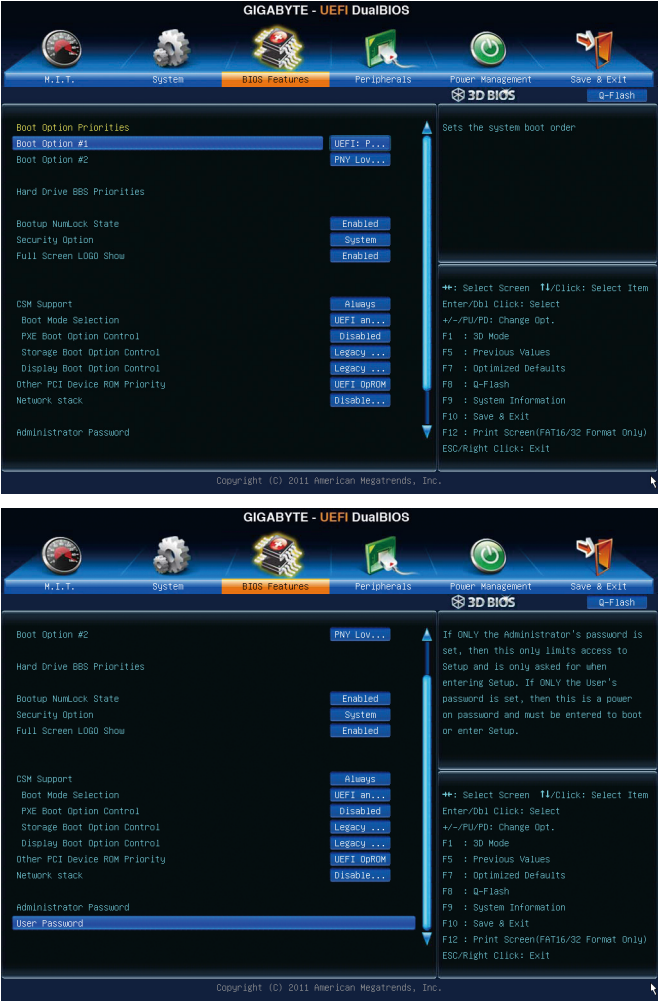 GIGABYTE - UEFI DualBIOS
M.I.T. System BIOS Features Peripherals Power Management Save & Exit
3D BIOS Q-Flash
Boot Option Priorities
Boot Option #1 UEFI: P...
Boot Option #2 PNY Lov...
Hard Drive BBS Priorities
Bootup NumLock State Enabled
Security Option System
Full Screen LOGO Show Enabled
CSM Support Always
Boot Mode Selection UEFI an...
PXE Boot Option Control Disabled
Storage Boot Option Control Legacy ...
Display Boot Option Control Legacy ...
Other PCI Device ROM Priority UEFI OpROM
Network stack Disable...
Administrator Password
Sets the system boot order
→←: Select Screen ↑↓/Click: Select Item
Enter/Dbl Click: Select
+/-/PU/PD: Change Opt.
F1 : 3D Mode
F5 : Previous Values
F7 : Optimized Defaults
F8 : Q-Flash
F9 : System Information
F10 : Save & Exit
F12 : Print Screen(FAT16/32 Format Only)
ESC/Right Click: Exit
Copyright (C) 2011 American Megatrends, Inc.
GIGABYTE - UEFI DualBIOS
M.I.T. System BIOS Features Peripherals Power Management Save & Exit
3D BIOS Q-Flash
Boot Option #2 PNY Lov...
Hard Drive BBS Priorities
Bootup NumLock State Enabled
Security Option System
Full Screen LOGO Show Enabled
CSM Support Always
Boot Mode Selection UEFI an...
PXE Boot Option Control Disabled
Storage Boot Option Control Legacy ...
Display Boot Option Control Legacy ...
Other PCI Device ROM Priority UEFI OpROM
Network stack Disable...
Administrator Password
User Password
If ONLY the Administrator's password is
set, then this only limits access to
Setup and is only asked for when
entering Setup. If ONLY the User's
password is set, then this is a power
on password and must be entered to boot
or enter Setup.
→←: Select Screen ↑↓/Click: Select Item
Enter/Dbl Click: Select
+/-/PU/PD: Change Opt.
F1 : 3D Mode
F5 : Previous Values
F7 : Optimized Defaults
F8 : Q-Flash
F9 : System Information
F10 : Save & Exit
F12 : Print Screen(FAT16/32 Format Only)
ESC/Right Click: Exit
Copyright (C) 2011 American Megatrends, Inc.